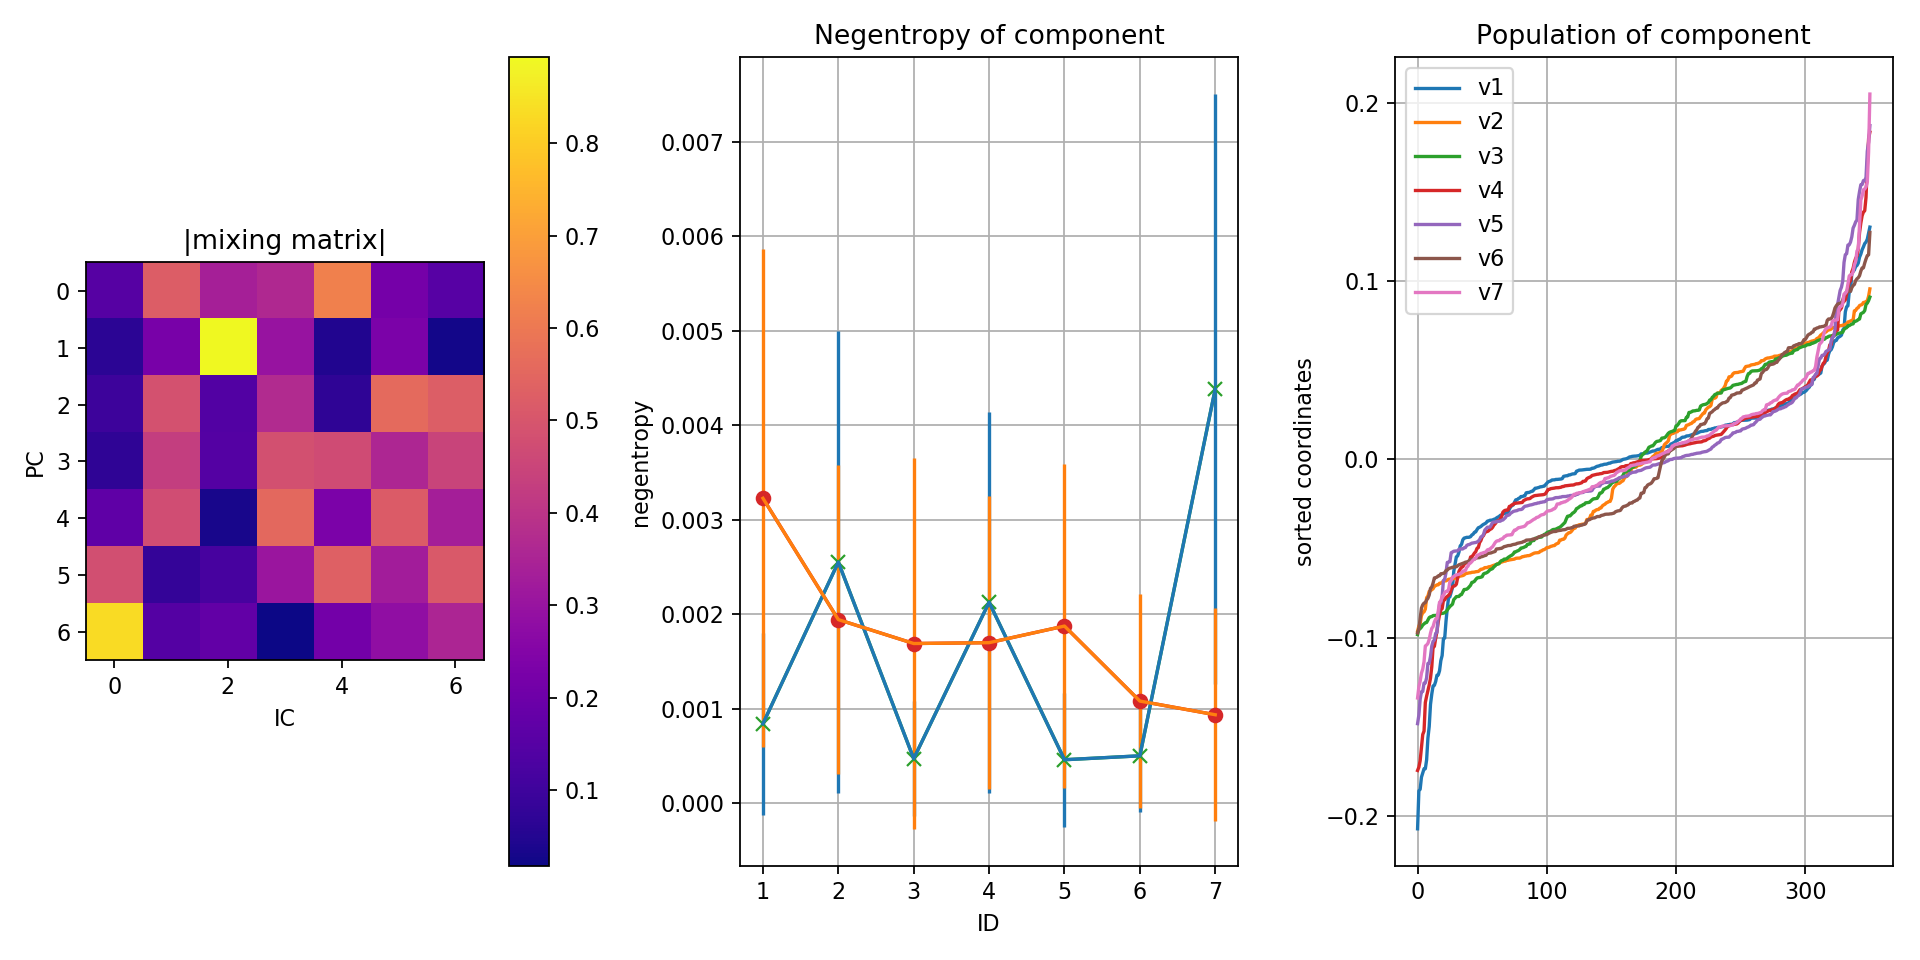 |mixing matrix|
PC
0
1
2
3
4
5
6
0 2 4 6
IC
0.8
0.7
0.6
0.5
0.4
0.3
0.2
0.1
Negentropy of component
negentropy
0.007
0.006
0.005
0.004
0.003
0.002
0.001
0.000
1 2 3 4 5 6 7
ID
Population of component
sorted coordinates
0.2
0.1
0.0
−0.1
−0.2
v1
v2
v3
v4
v5
v6
v7
0 100 200 300